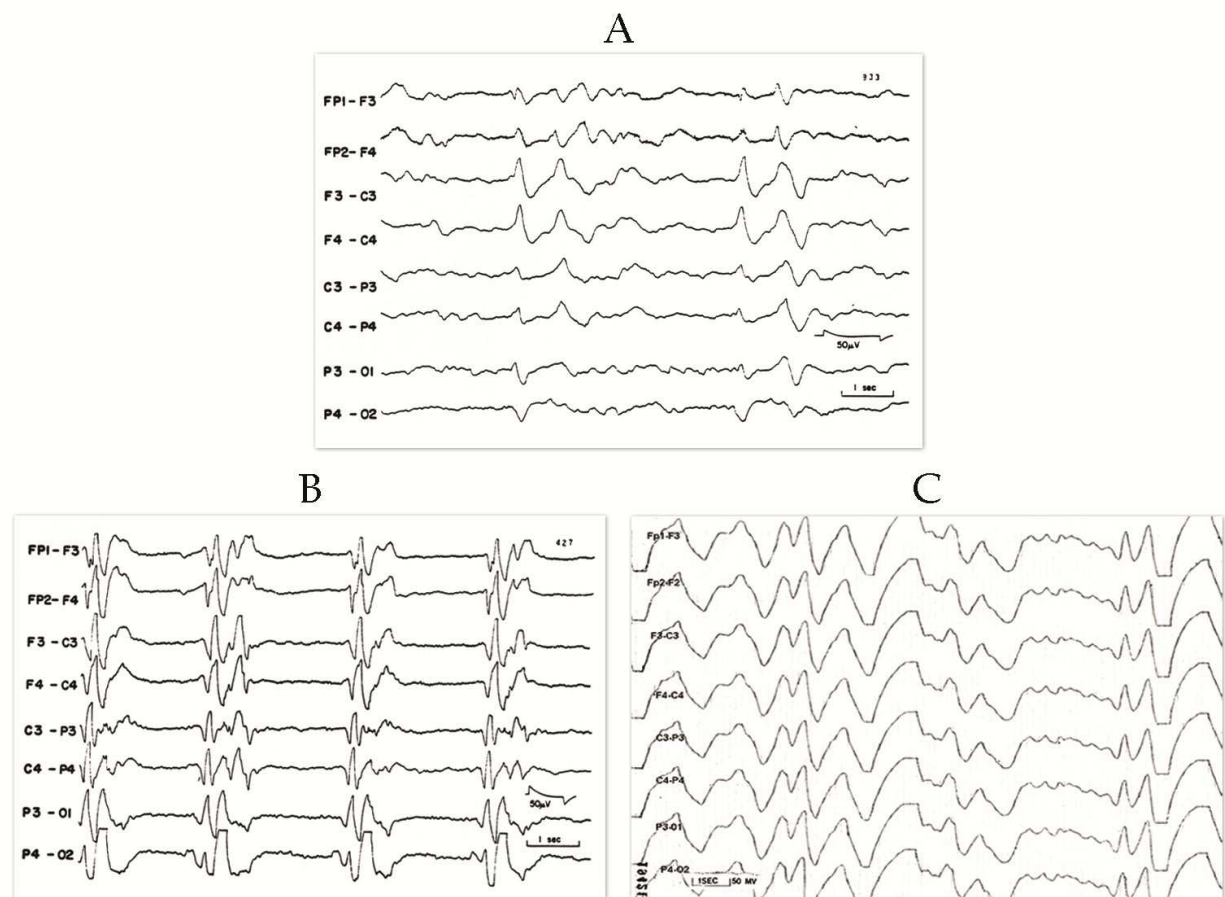 A
933
FP1 - F3
FP2 - F4
F3 - C3
F4 - C4
C3 - P3
C4 - P4
50µV
P3 - O1
1 sec
P4 - O2
B
427
FP1 - F3
FP2 - F4
F3 - C3
F4 - C4
C3 - P3
C4 - P4
50µV
P3 - O1
1 sec
P4 - O2
C
Fp1-F3
Fp2-F2
F3-C3
F4-C4
C3-P3
C4-P4
P3-O1
P4-O2
1SEC 50 MV